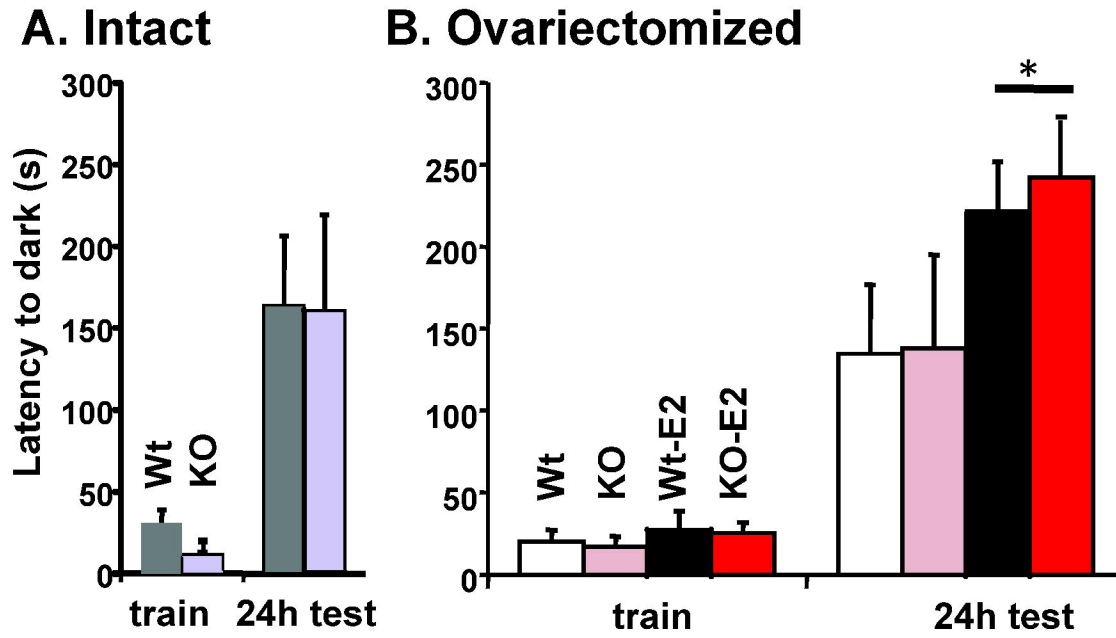 A. Intact
B. Ovariectomized
Latency to dark (s)
300
250
200
150
100
50
0
Wt
KO
train
24h test
300
250
200
150
100
50
0
Wt
KO
Wt-E2
KO-E2
*
train
24h test